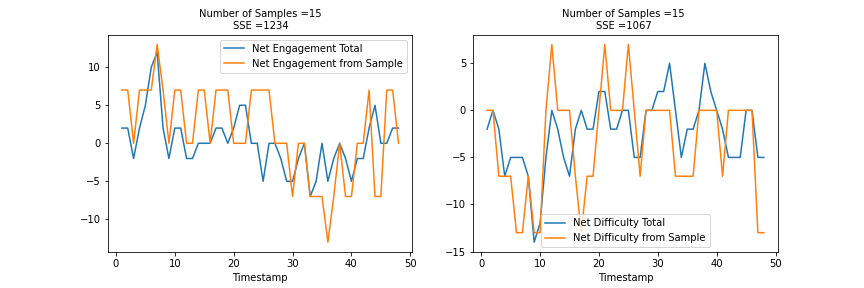 Number of Samples =15
SSE =1234
Net Engagement Total
Net Engagement from Sample
10
5
0
−5
−10
0
10
20
30
40
50
Timestamp
Number of Samples =15
SSE =1067
5
0
−5
−10
−15
Net Difficulty Total
Net Difficulty from Sample
0
10
20
30
40
50
Timestamp